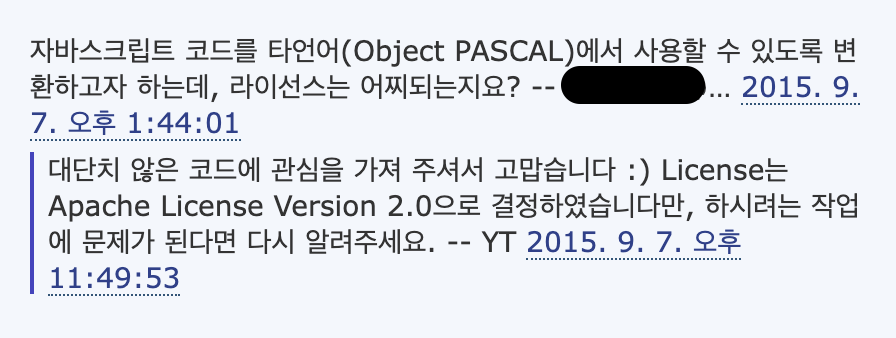 자바스크립트 코드를 타언어(Object PASCAL)에서 사용할 수 있도록 변
환하고자 하는데, 라이선스는 어찌되는지요? -- ... 2015. 9.
7. 오후 1:44:01
대단치 않은 코드에 관심을 가져 주셔서 고맙습니다 :) License는
Apache License Version 2.0으로 결정하였습니다만, 하시려는 작업
에 문제가 된다면 다시 알려주세요. -- YT 2015. 9. 7. 오후
11:49:53